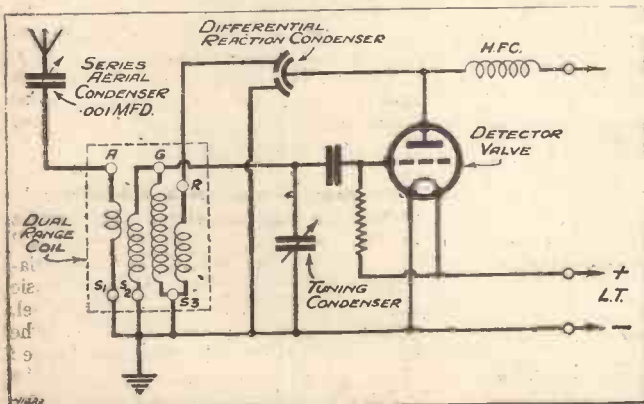 DIFFERENTIAL
REACTION CONDENSER
H.F.C.
SERIES
AERIAL
CONDENSER
.001 MFD.
DETECTOR
VALVE
A
G
R
DUAL
RANGE
COIL
S1
S2
S3
TUNING
CONDENSER
+
L.T.
−